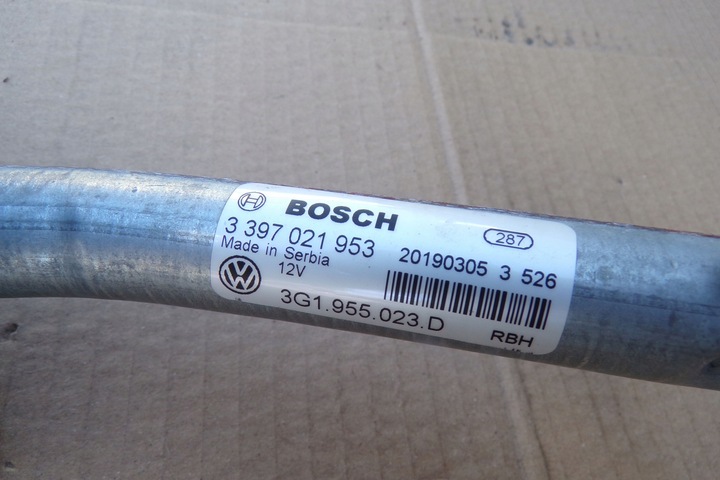 BOSCH
3 397 021 953
287
Made in Serbia
12V
20190305 3 526
3G1.955.023.D
RBH